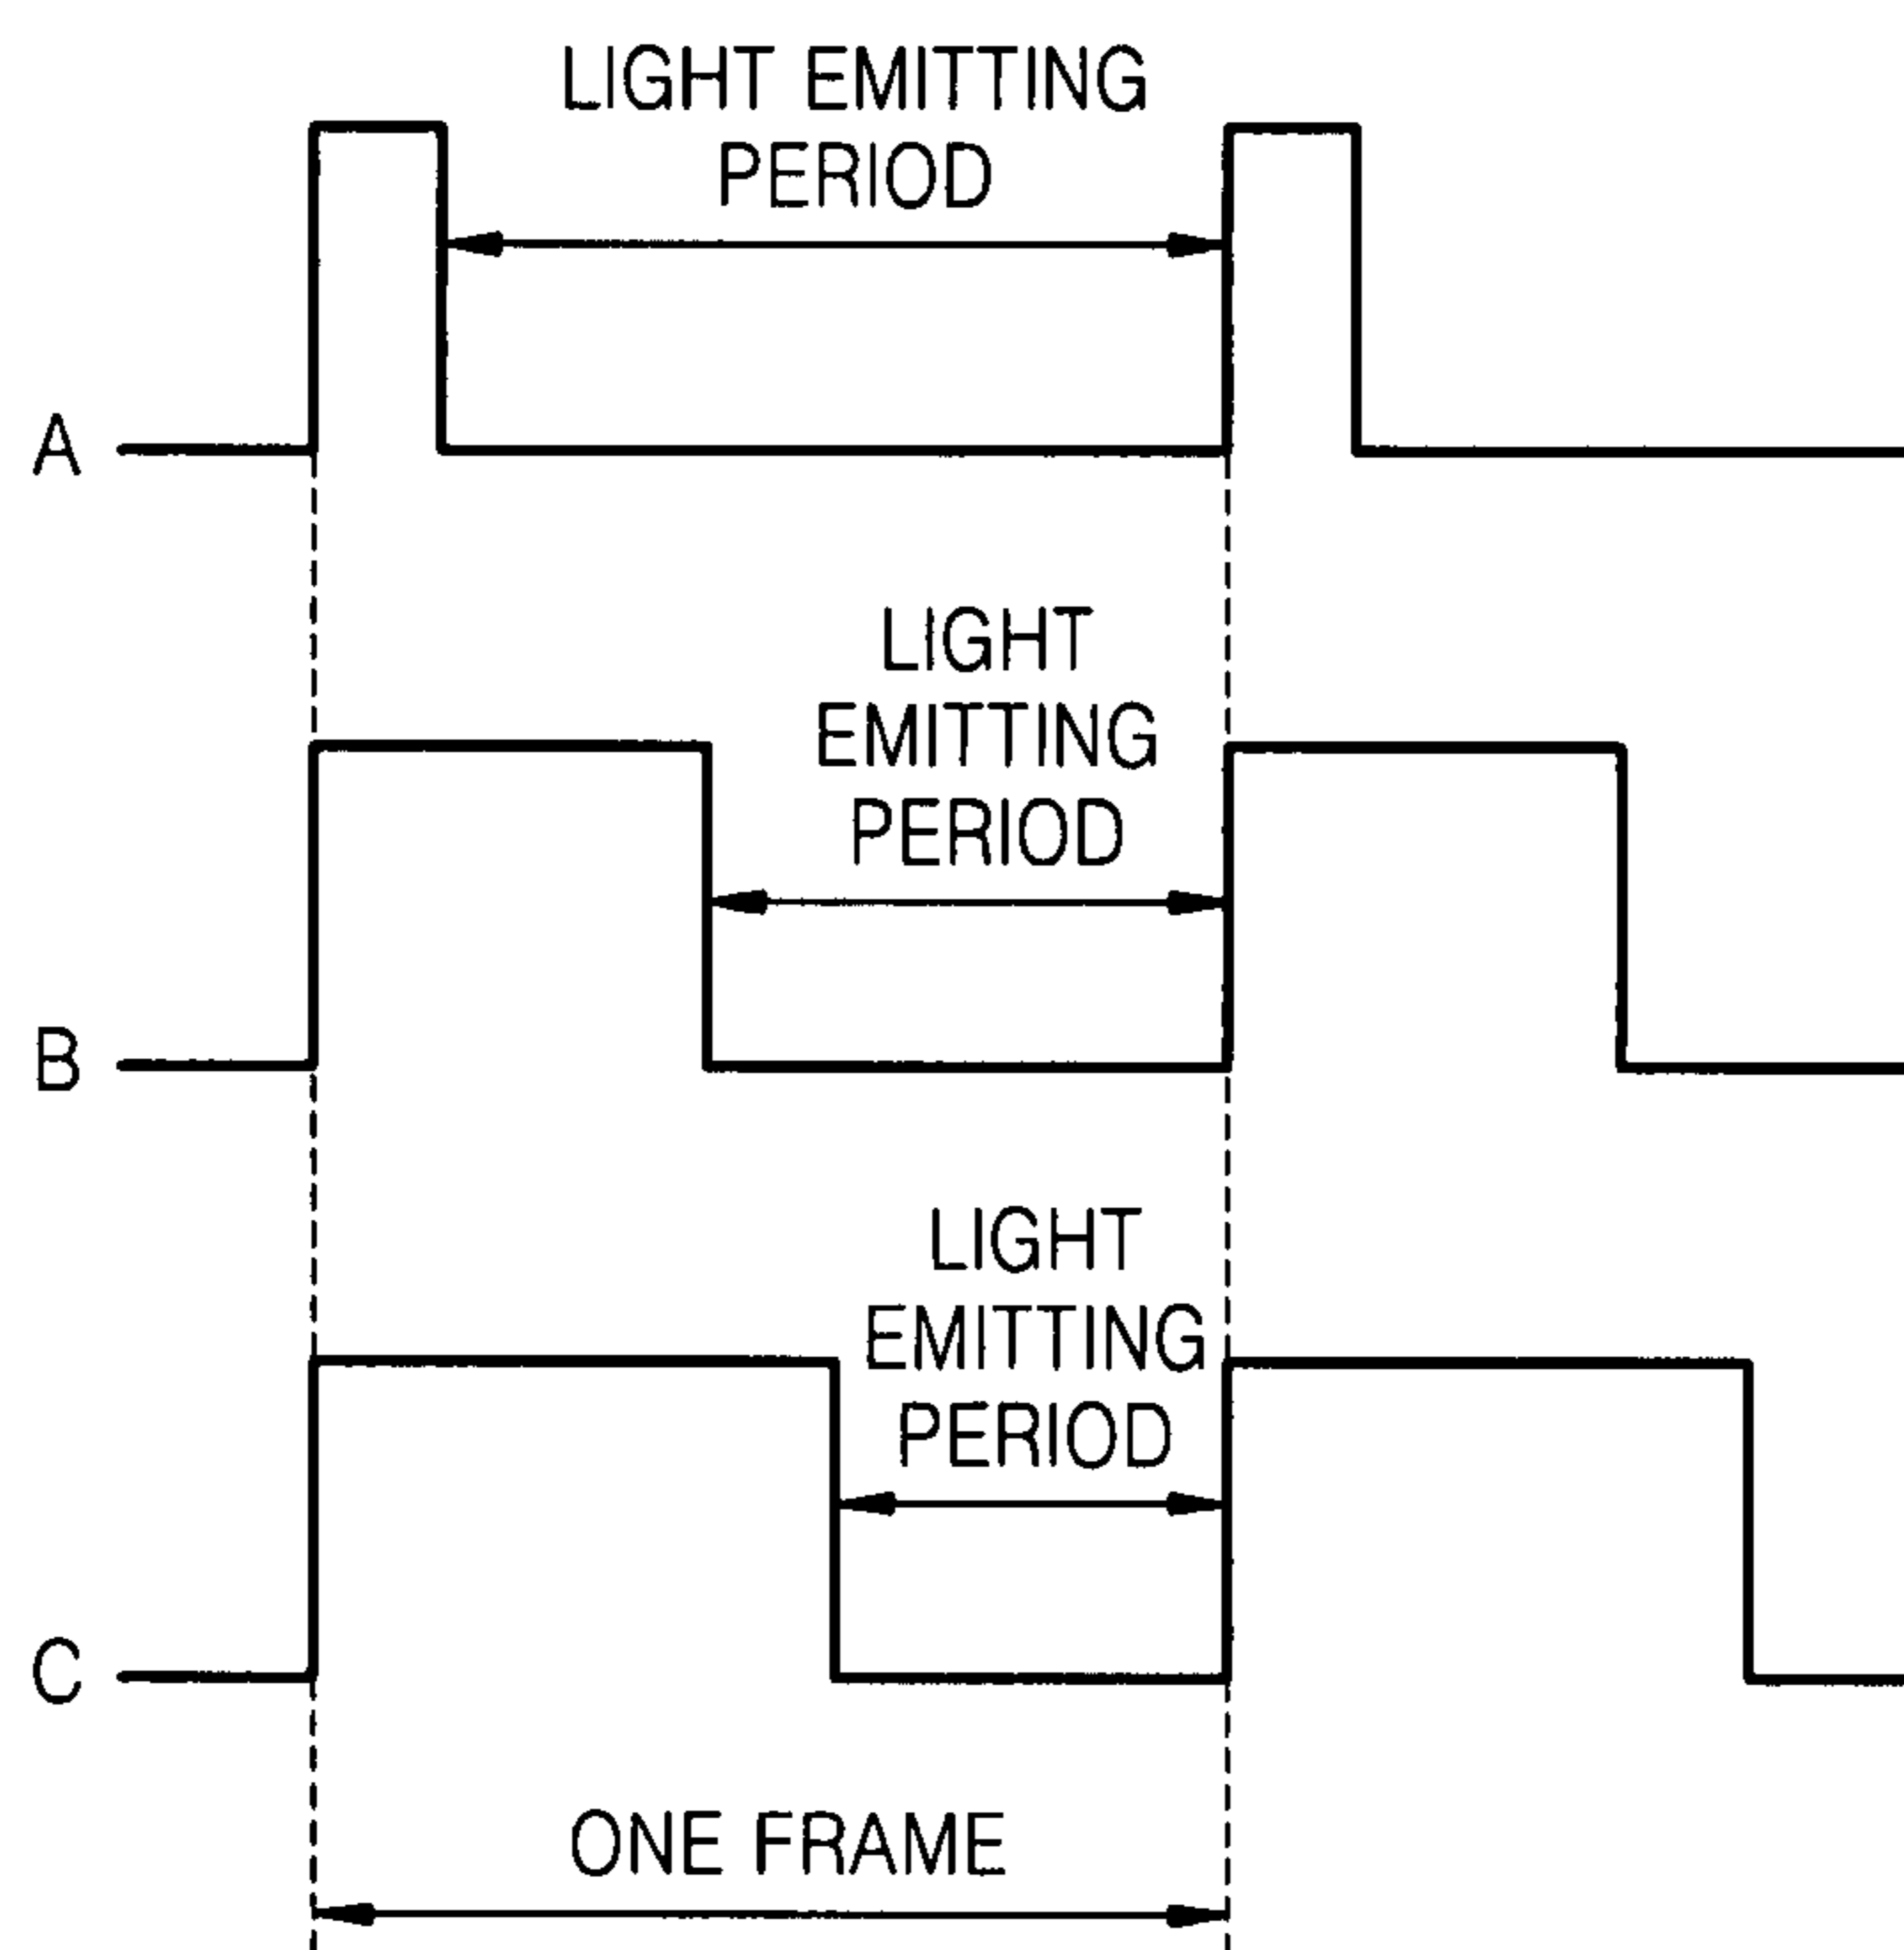 LIGHT EMITTING
PERIOD
A
LIGHT
EMITTING
PERIOD
B
LIGHT
EMITTING
PERIOD
C
ONE FRAME